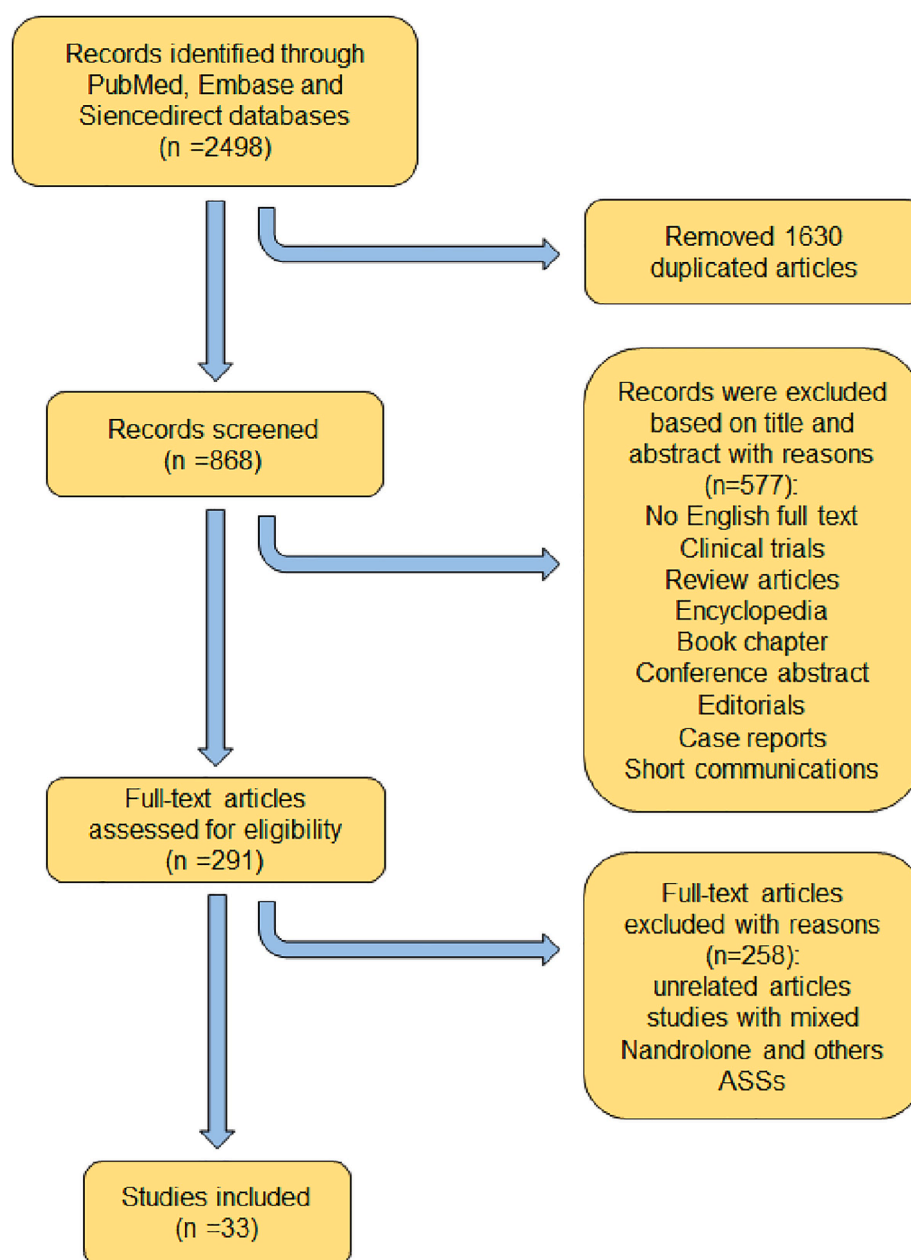 Records identified through
PubMed, Embase and
Siencedirect databases
(n =2498)
Removed 1630
duplicated articles
Records screened
(n =868)
Records were excluded
based on title and
abstract with reasons
(n=577):
No English full text
Clinical trials
Review articles
Encyclopedia
Book chapter
Conference abstract
Editorials
Case reports
Short communications
Full-text articles
assessed for eligibility
(n =291)
Full-text articles
excluded with reasons
(n=258):
unrelated articles
studies with mixed
Nandrolone and others
ASSs
Studies included
(n =33)